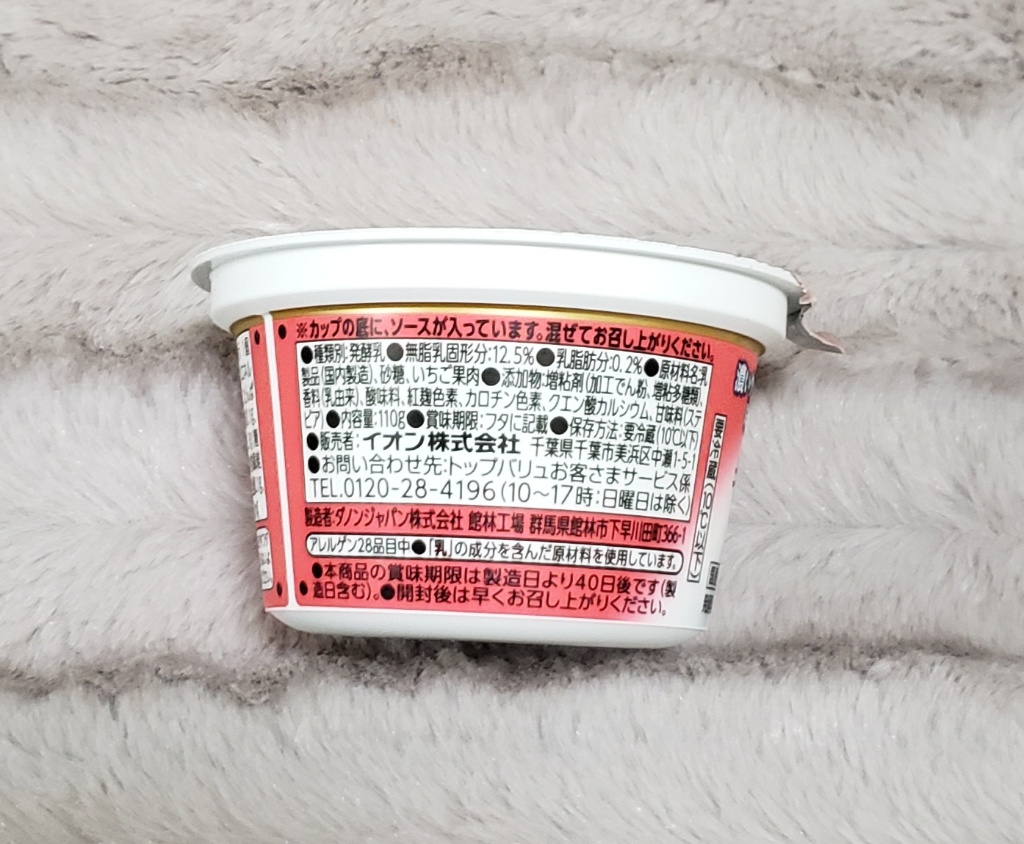 ※カップの底に、ソースが入っています。混ぜてお召し上がりください。
●種類別:発酵乳●無脂乳固形分:12.5%●乳脂肪分:0.2%●原材料名:乳
製品(国内製造)、砂糖、いちご果肉●添加物:増粘剤(加工でん粉、増粘多糖類)、
香料(乳由来)、酸味料、紅麹色素、カロチン色素、クエン酸カルシウム、甘味料(ステ
ビア)●内容量:110g●賞味期限:フタに記載●保存方法:要冷蔵(10℃以下)
●販売者:イオン株式会社 千葉県千葉市美浜区中瀬1-5-1
●お問い合わせ先:トップバリュお客さまサービス係
TEL.0120-28-4196(10〜17時:日曜日は除く)
製造者:ダノンジャパン株式会社 館林工場 群馬県館林市下早川田町366-1
アレルゲン28品目中●「乳」の成分を含んだ原材料を使用しています。
●本商品の賞味期限は製造日より40日後です(製
造日含む)。●開封後は早くお召し上がりください。
要冷蔵(10℃以下)
濃い